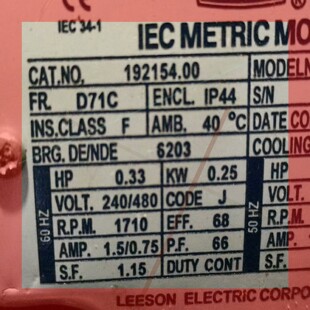 CE
IEC 34-1
IEC METRIC MO
CAT.NO. 192154.00 MODEL
FR. D71C ENCL. IP44 S/N
INS.CLASS F AMB. 40 °C DATE CO
BRG. DE/NDE 6203 COOLING
60 HZ
HP 0.33 KW 0.25
VOLT. 240/480 CODE J
R.P.M. 1710 EFF. 68
AMP. 1.5/0.75 P.F. 66
S.F. 1.15 DUTY CONT
50 HZ
HP
VOLT.
R.P.M.
AMP.
S.F.
LEESON ELECTRIC CORPO